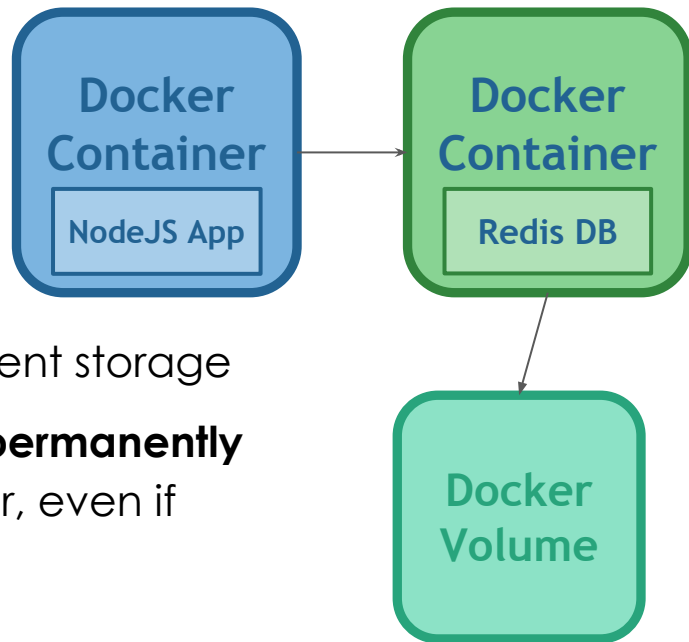 Docker
Container
NodeJS App
Docker
Container
Redis DB
ent storage
permanently
r, even if
Docker
Volume